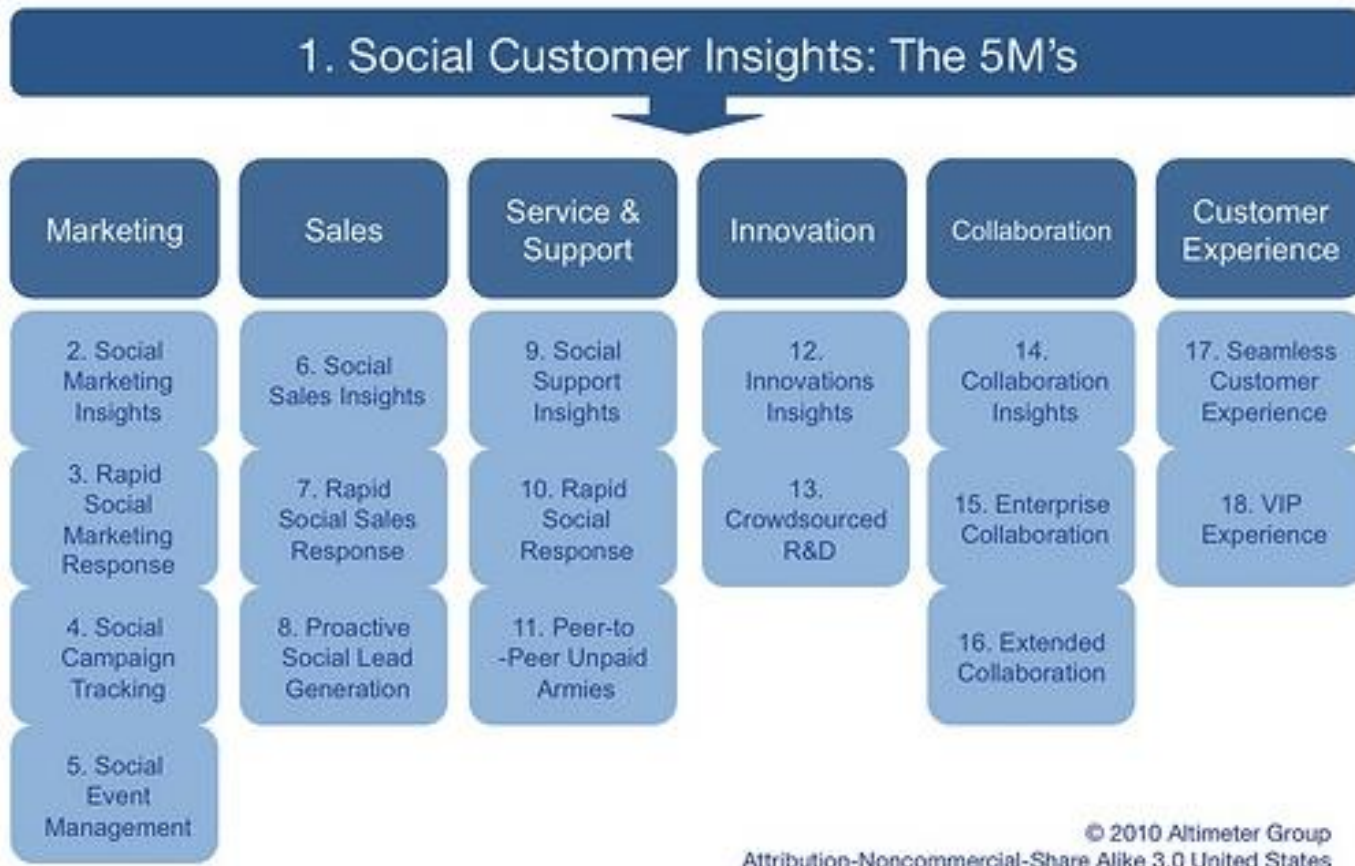 1. Social Customer Insights: The 5M's
Marketing
Sales
Service &
Support
Innovation
Collaboration
Customer
Experience
2. Social
Marketing
Insights
3. Rapid
Social
Marketing
Response
4. Social
Campaign
Tracking
5. Social
Event
Management
6. Social
Sales Insights
7. Rapid
Social Sales
Response
8. Proactive
Social Lead
Generation
9. Social
Support
Insights
10. Rapid
Social
Response
11. Peer-to
-Peer Unpaid
Armies
12.
Innovations
Insights
13.
Crowdsourced
R&D
14.
Collaboration
Insights
15. Enterprise
Collaboration
16. Extended
Collaboration
17. Seamless
Customer
Experience
18. VIP
Experience
© 2010 Altimeter Group
Attribution-Noncommercial-Share Alike 3.0 United States